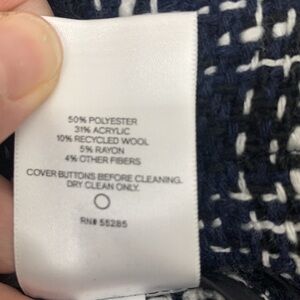 50% POLYESTER
31% ACRYLIC
10% RECYCLED WOOL
5% RAYON
4% OTHER FIBERS
COVER BUTTONS BEFORE CLEANING.
DRY CLEAN ONLY.
RN# 55285